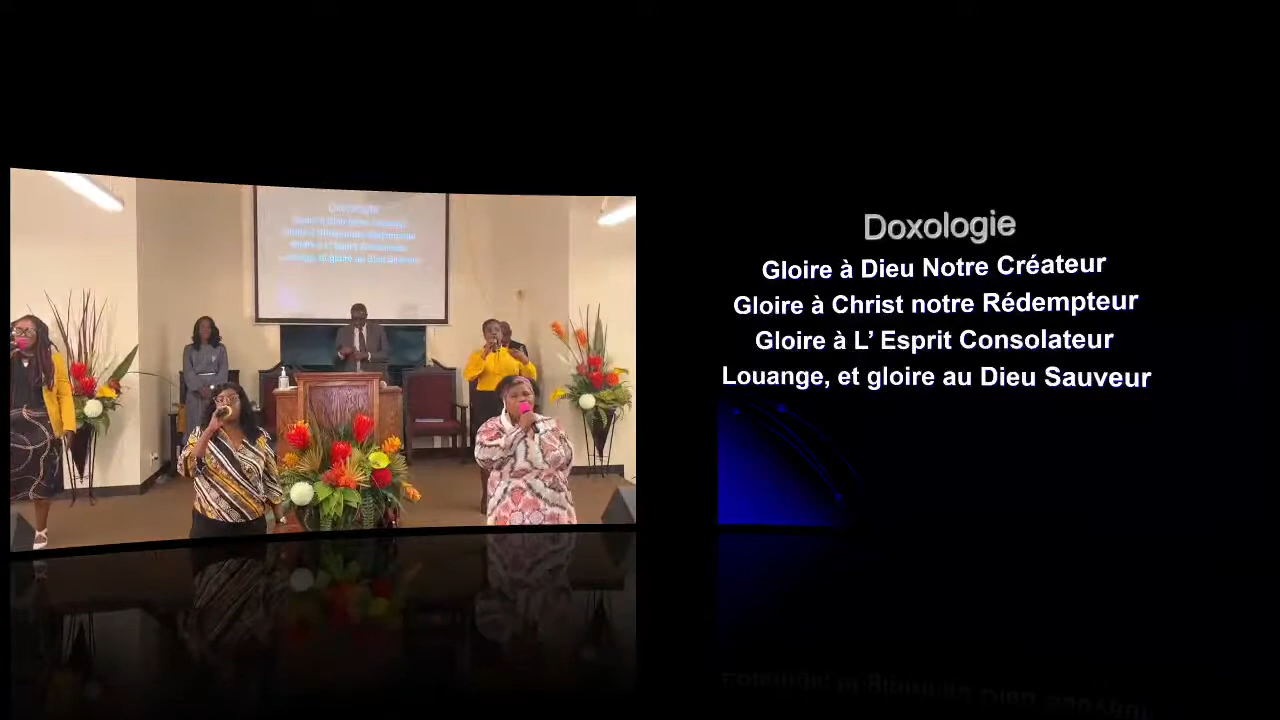 Doxologie
Gloire à Dieu Notre Créateur
Gloire à Christ notre Rédempteur
Gloire à L’ Esprit Consolateur
Louange, et gloire au Dieu Sauveur